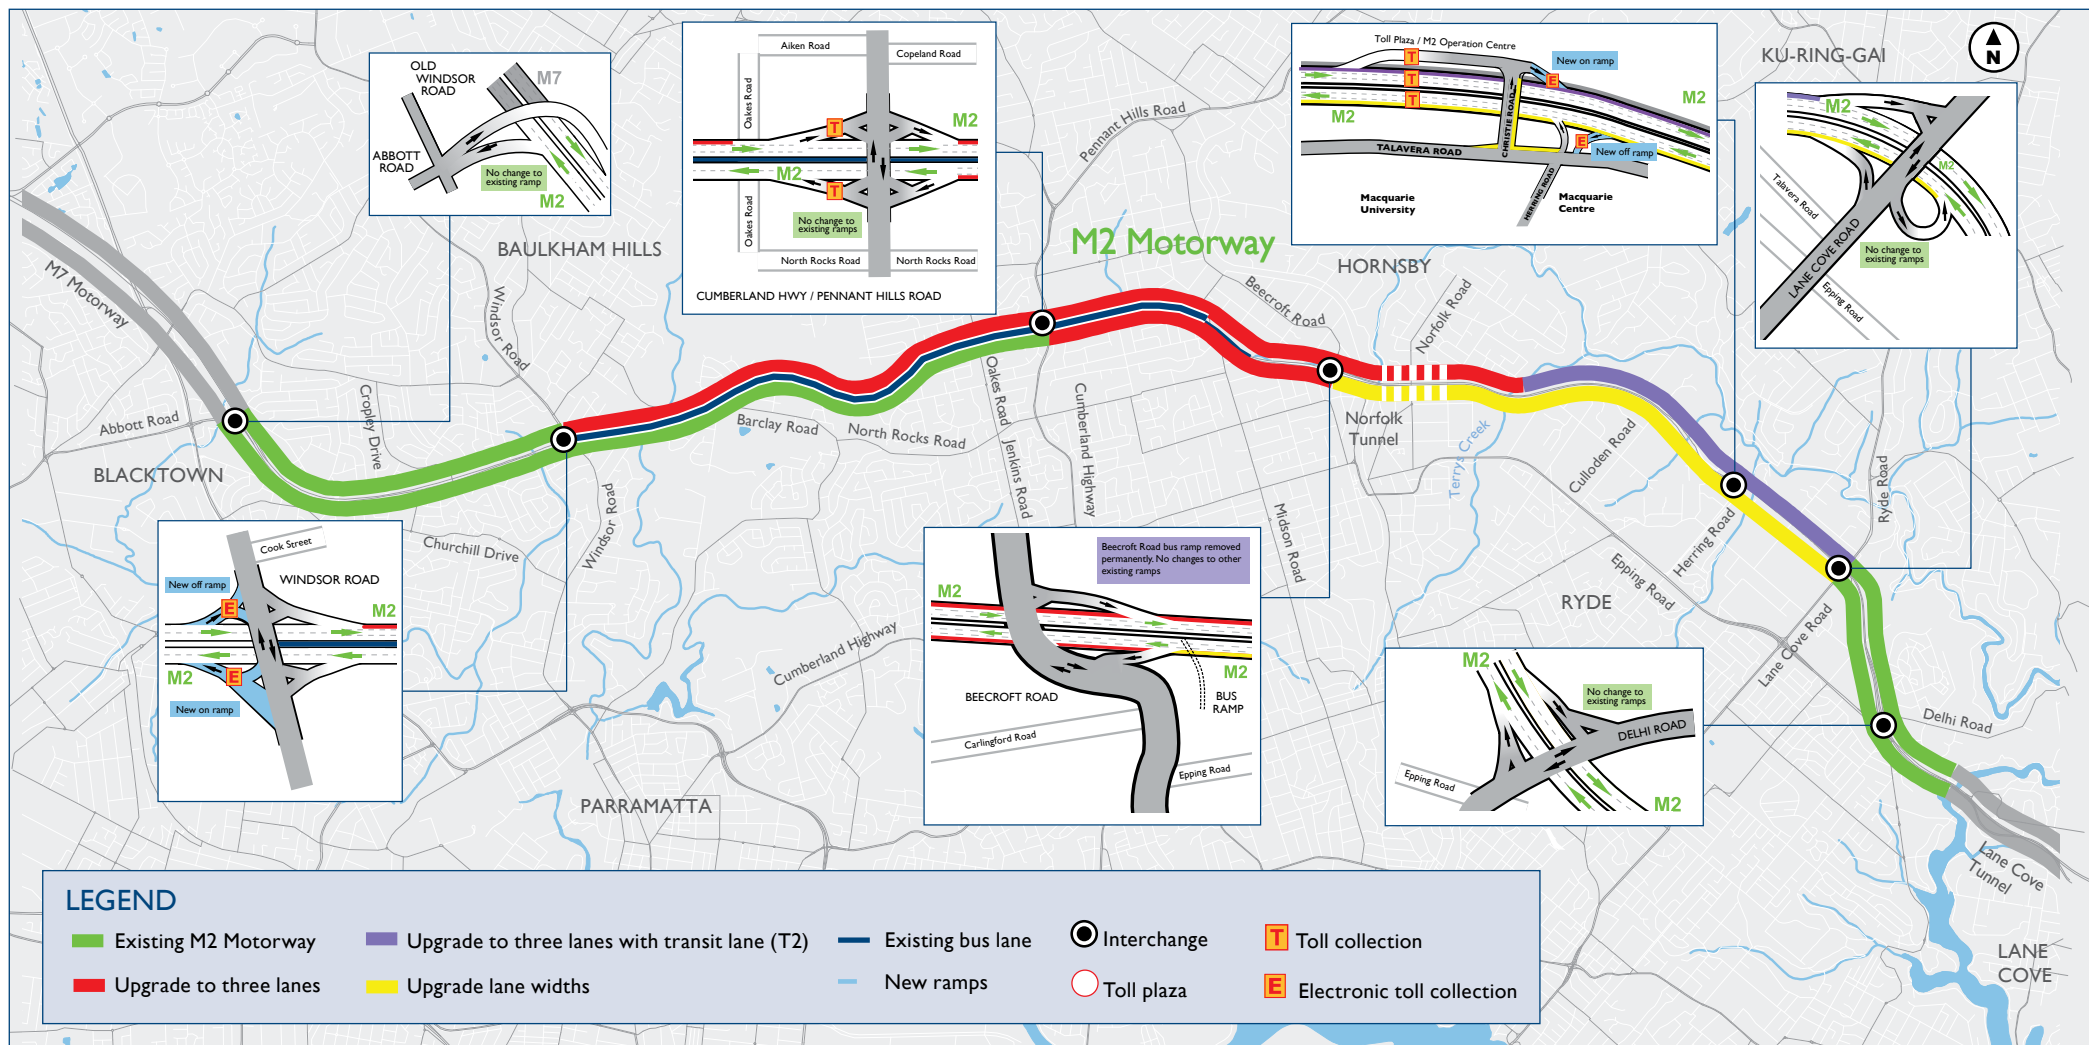 OLD
WINDSOR
ROAD
M7
ABBOTT
ROAD
No change to
existing ramp
M2
Aiken Road
Copeland Road
Oakes Road
M2
T
M2
T
Oakes Road
No change to
existing ramps
North Rocks Road
North Rocks Road
CUMBERLAND HWY / PENNANT HILLS ROAD
Toll Plaza / M2 Operation Centre
T
T
T
New on ramp
E
M2
M2
CHRISTIE ROAD
TALAVERA ROAD
E
New off ramp
HERRING ROAD
Macquarie
University
Macquarie
Centre
KU-RING-GAI
N
M2
M2
Talavera Road
LANE COVE ROAD
Epping Road
No change to
existing ramps
Pennant Hills Road
M2 Motorway
BAULKHAM HILLS
HORNSBY
M7 Motorway
Windsor Road
Beecroft Road
Norfolk Road
Abbott Road
Cropley Drive
BLACKTOWN
Barclay Road
North Rocks Road
Oakes Road
Jenkins Road
Cumberland Highway
Norfolk
Tunnel
Terrys Creek
Culloden Road
Ryde Road
Herring Road
Midson Road
Epping Road
RYDE
Lane Cove Road
Delhi Road
Churchill Drive
Windsor Road
Cumberland Highway
PARRAMATTA
Cook Street
WINDSOR ROAD
New off ramp
E
M2
M2
E
New on ramp
Beecroft Road bus ramp removed
permanently. No changes to other
existing ramps
M2
M2
BEECROFT ROAD
BUS
RAMP
Carlingford Road
Epping Road
M2
No change to
existing ramps
DELHI ROAD
Epping Road
M2
Lane Cove
Tunnel
LANE
COVE
LEGEND
Existing M2 Motorway
Upgrade to three lanes
Upgrade to three lanes with transit lane (T2)
Upgrade lane widths
Existing bus lane
New ramps
Interchange
Toll plaza
T Toll collection
E Electronic toll collection